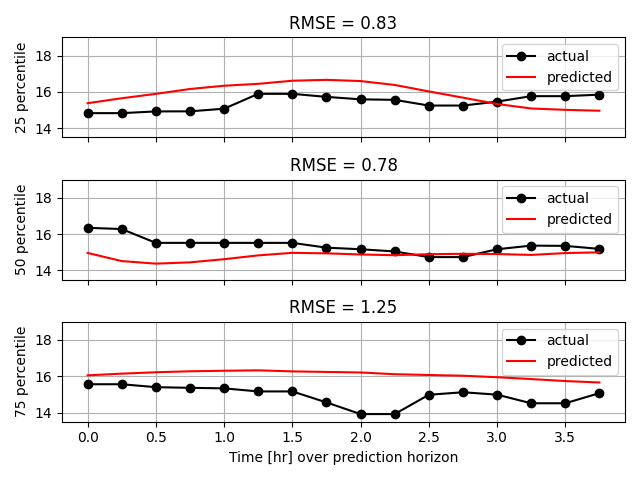 RMSE = 0.83
25 percentile
18
16
14
actual
predicted
RMSE = 0.78
50 percentile
18
16
14
actual
predicted
RMSE = 1.25
75 percentile
18
16
14
actual
predicted
0.0 0.5 1.0 1.5 2.0 2.5 3.0 3.5
Time [hr] over prediction horizon